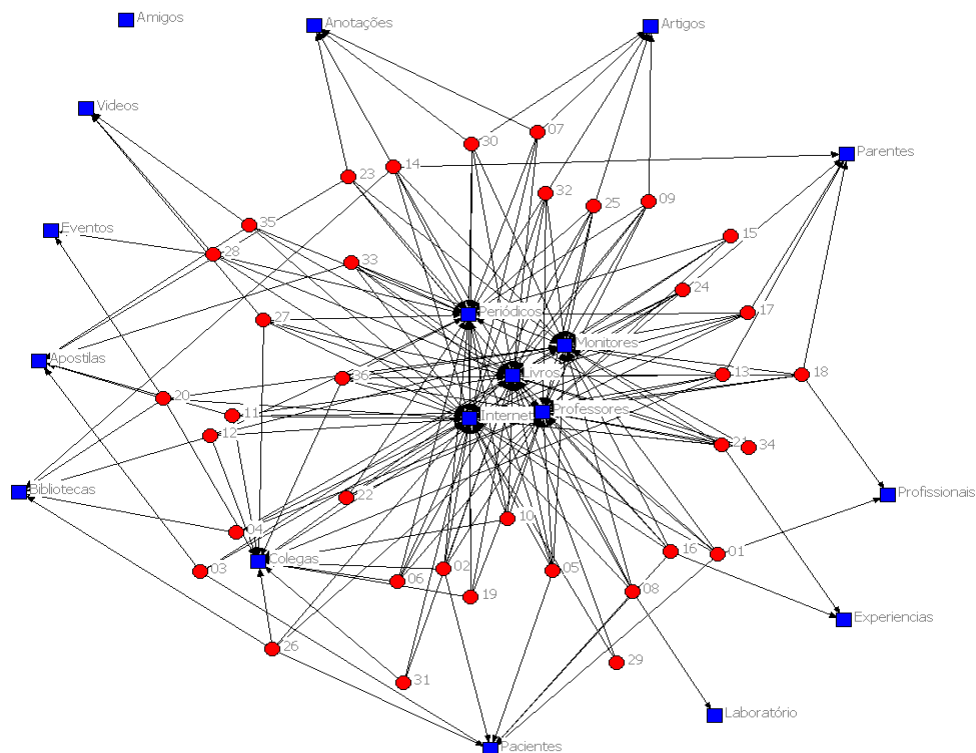 Amigos
Anotações
Artigos
Videos
07
30
14
Parentes
23
32
09
25
35
Eventos
15
28
33
24
Periódicos
17
27
Monitores
Apostilas
36
Livros
13
18
20
11
Internet
Professores
12
21
34
Bibliotecas
22
Profissionais
10
04
16
01
Colegas
03
02
05
06
08
19
Experiencias
26
29
31
Laboratório
Pacientes